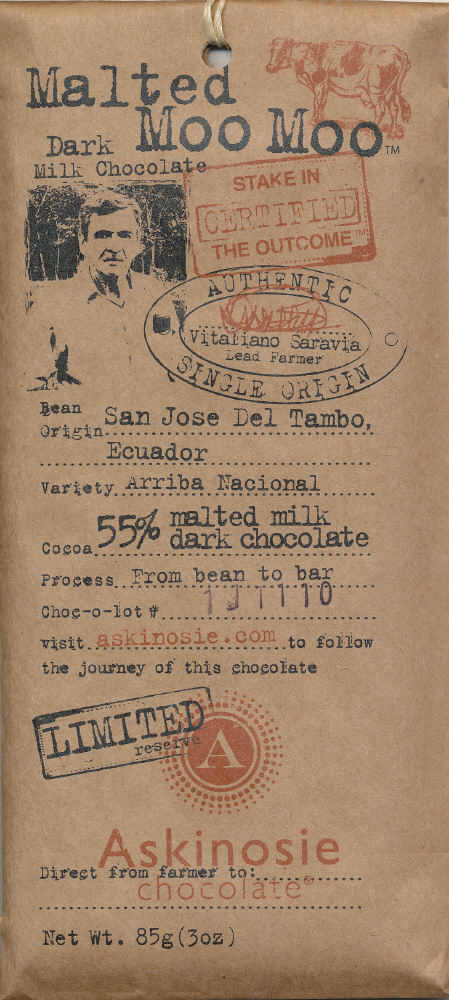 Malted
Moo Moo™
Dark
Milk Chocolate
STAKE IN
CERTIFIED
THE OUTCOME™
AUTHENTIC
Vitaliano Saravia
Lead Farmer
SINGLE ORIGIN
Bean Origin San Jose Del Tambo,
Ecuador
Variety Arriba Nacional
Cocoa 55% malted milk
dark chocolate
Process From bean to bar
Choc-o-lot #
visit askinosie.com to follow
the journey of this chocolate
LIMITED
reserve
A
Askinosie
Direct from farmer to:
chocolate®
Net Wt. 85g(3oz)